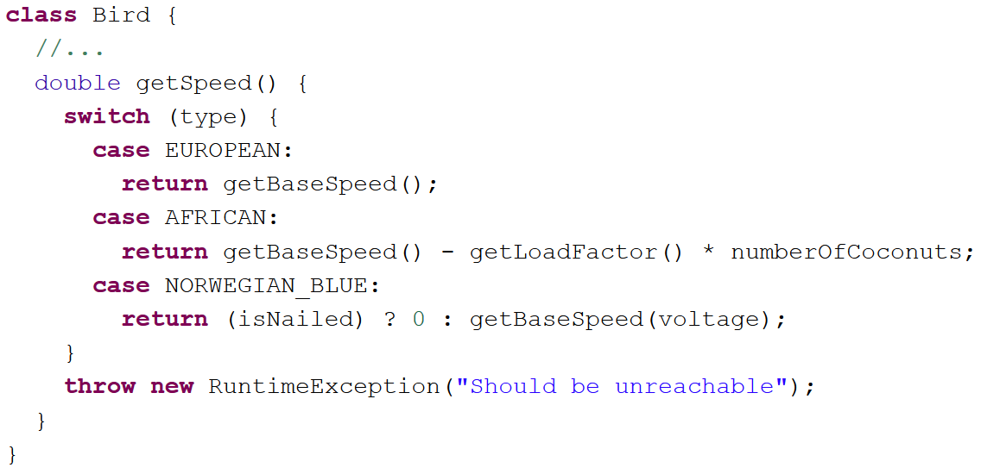 class Bird {
  //...
  double getSpeed() {
    switch (type) {
      case EUROPEAN:
        return getBaseSpeed();
      case AFRICAN:
        return getBaseSpeed() - getLoadFactor() * numberOfCoconuts;
      case NORWEGIAN_BLUE:
        return (isNailed) ? 0 : getBaseSpeed(voltage);
    }
    throw new RuntimeException("Should be unreachable");
  }
}